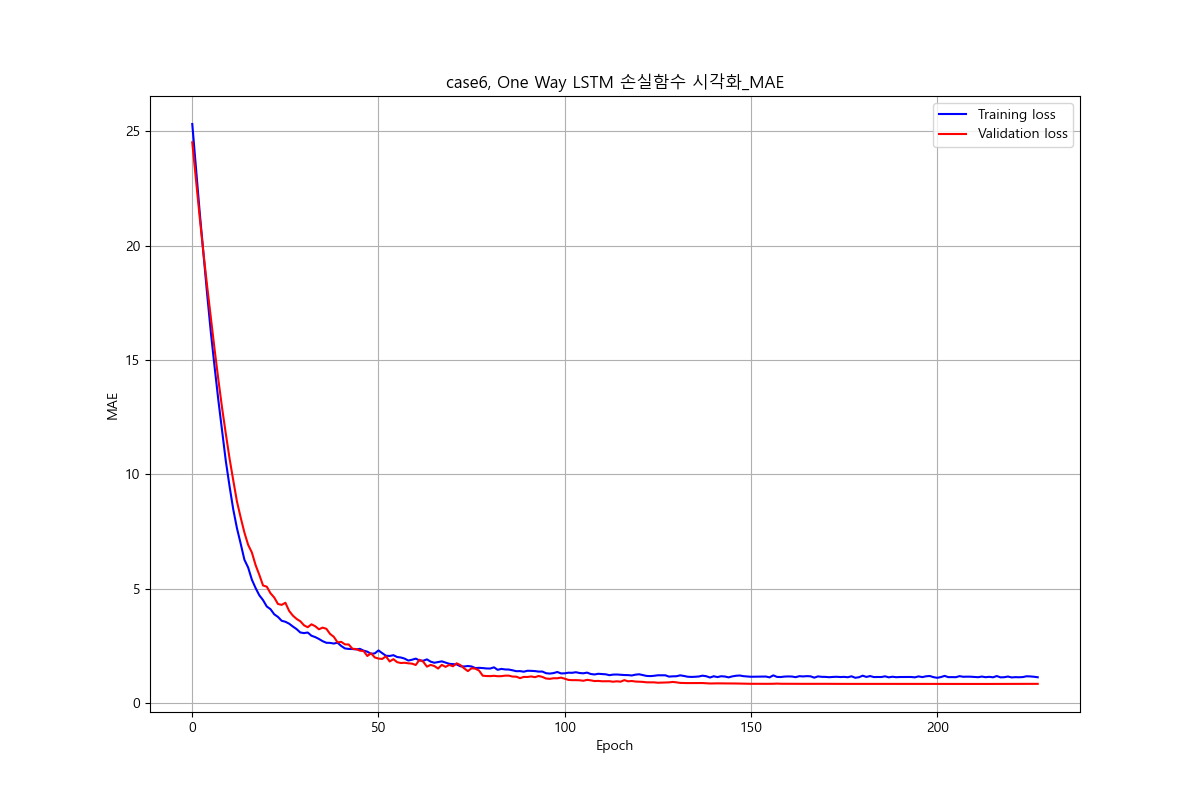 case6, One Way LSTM 손실함수 시각화_MAE
Training loss
Validation loss
25
20
15
10
5
0
MAE
0 50 100 150 200
Epoch